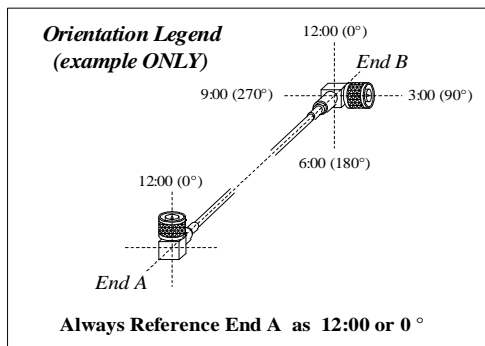 Orientation Legend
(example ONLY)
12:00 (0°)
End B
9:00 (270°)
3:00 (90°)
6:00 (180°)
12:00 (0°)
End A
Always Reference End A as 12:00 or 0 °